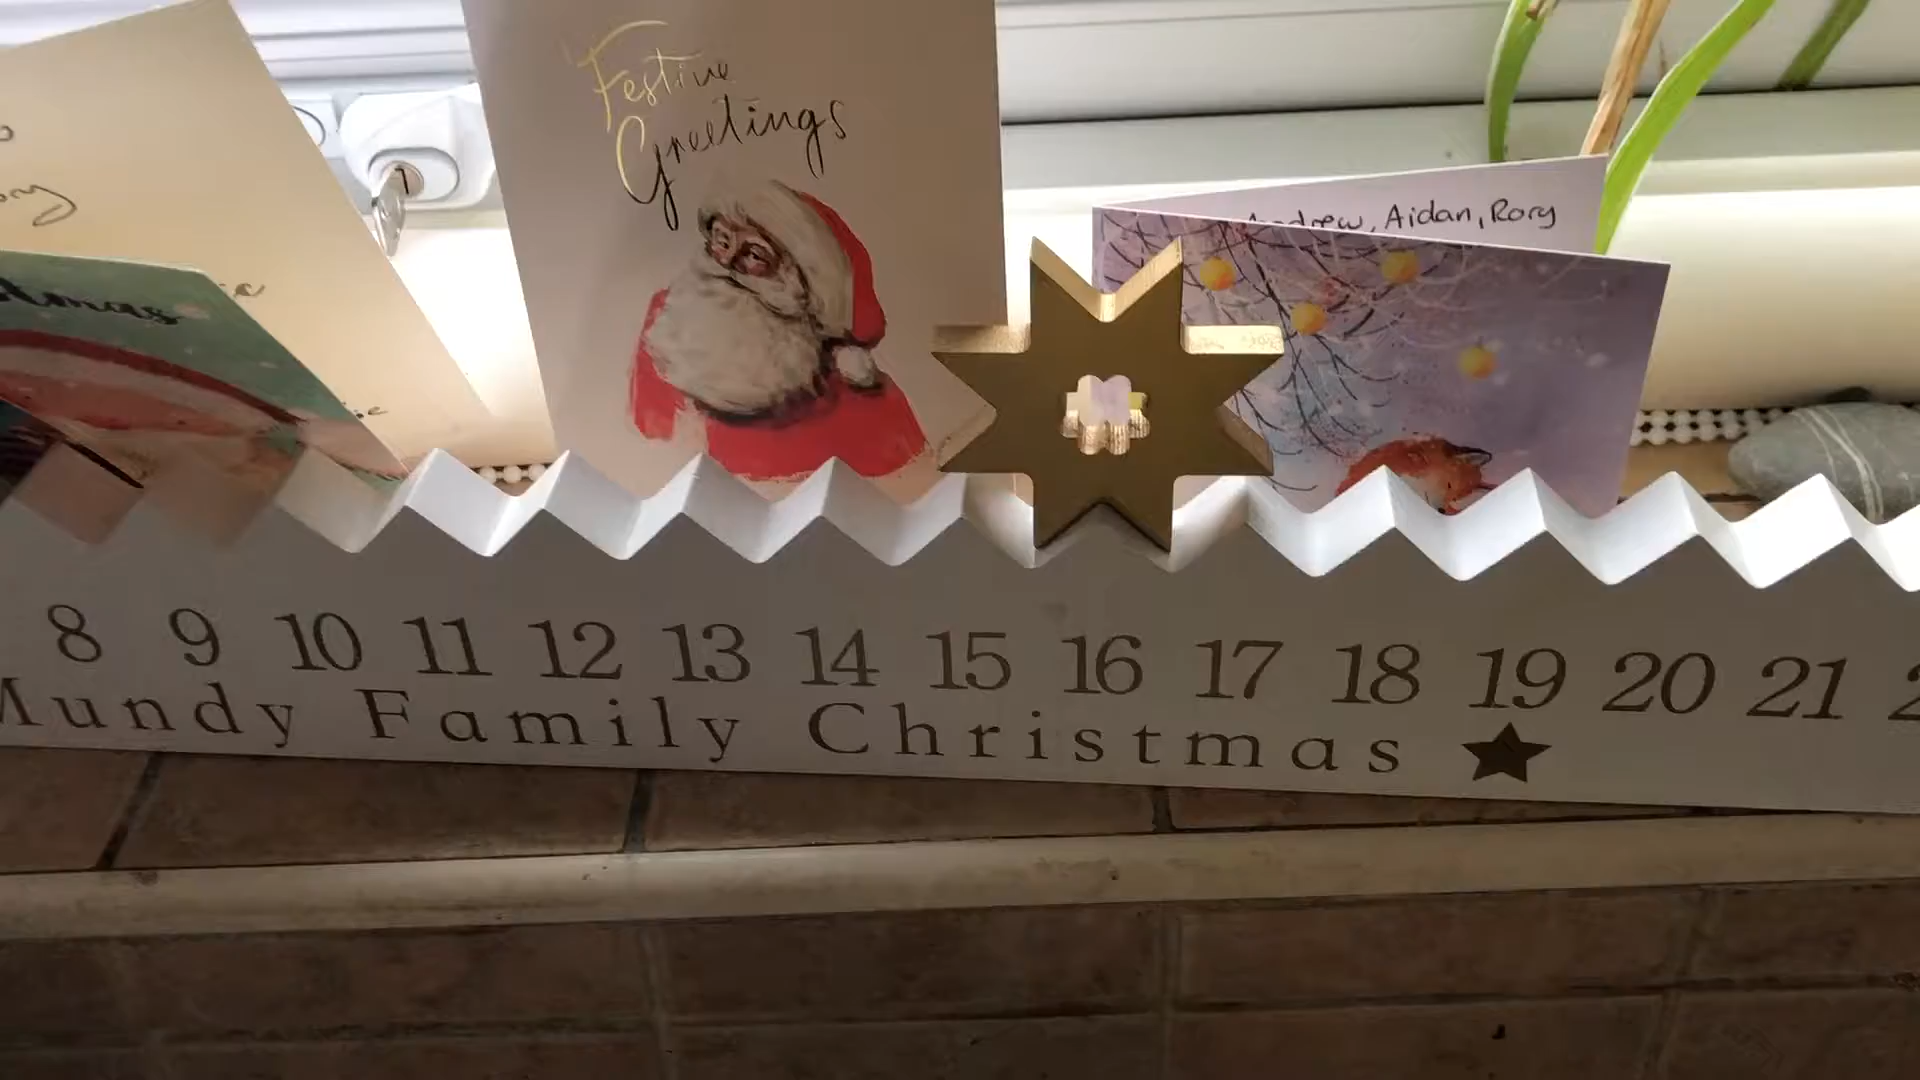 Festive
Greetings
Andrew, Aidan, Rory
8 9 10 11 12 13 14 15 16 17 18 19 20 21
Mundy Family Christmas